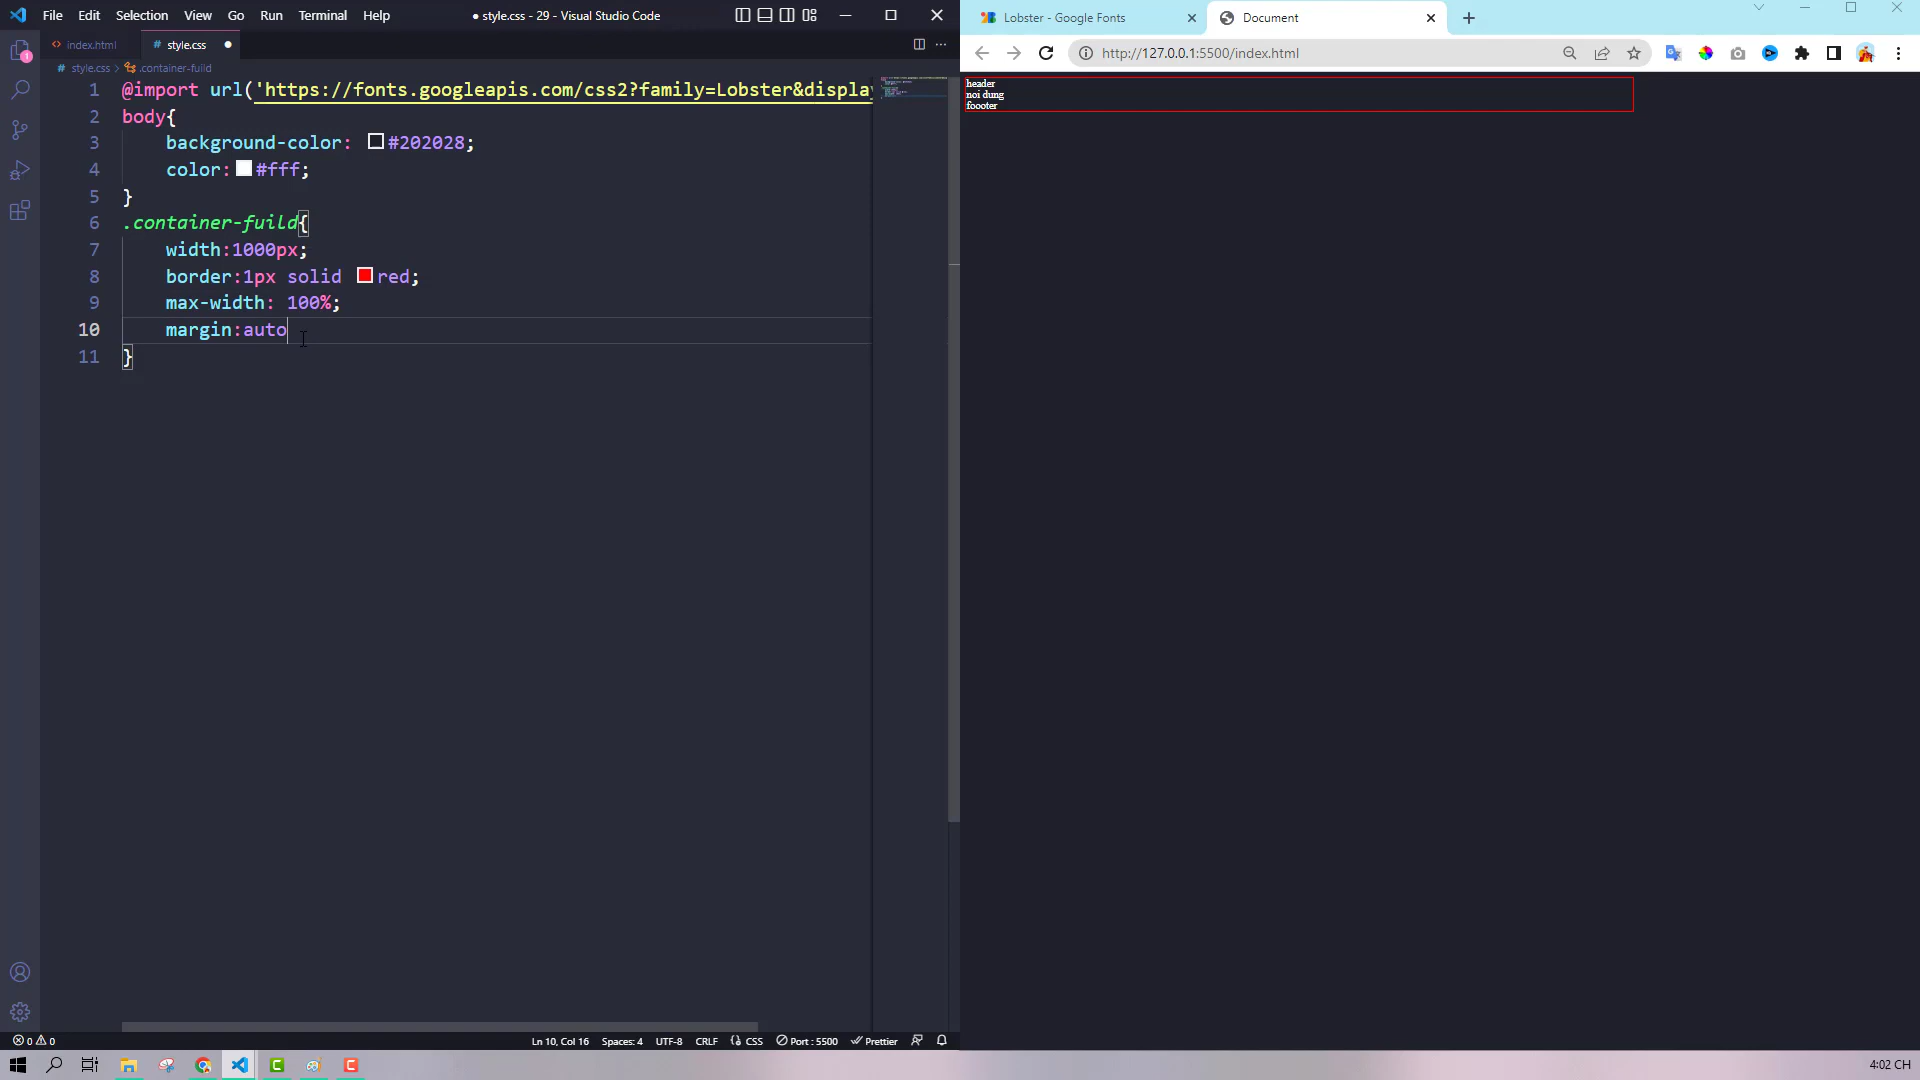 File Edit Selection View Go Run Terminal Help
● style.css - 29 - Visual Studio Code
index.html
# style.css ●
# style.css > .container-fuild
1 @import url('https://fonts.googleapis.com/css2?family=Lobster&display
2 body{
3 background-color: #202028;
4 color: #fff;
5 }
6 .container-fuild{
7 width:1000px;
8 border:1px solid red;
9 max-width: 100%;
10 margin:auto
11 }
1
0 0
Ln 10, Col 16 Spaces: 4 UTF-8 CRLF CSS Port : 5500 Prettier
Lobster - Google Fonts
Document
http://127.0.0.1:5500/index.html
header
noi dung
foooter
4:02 CH